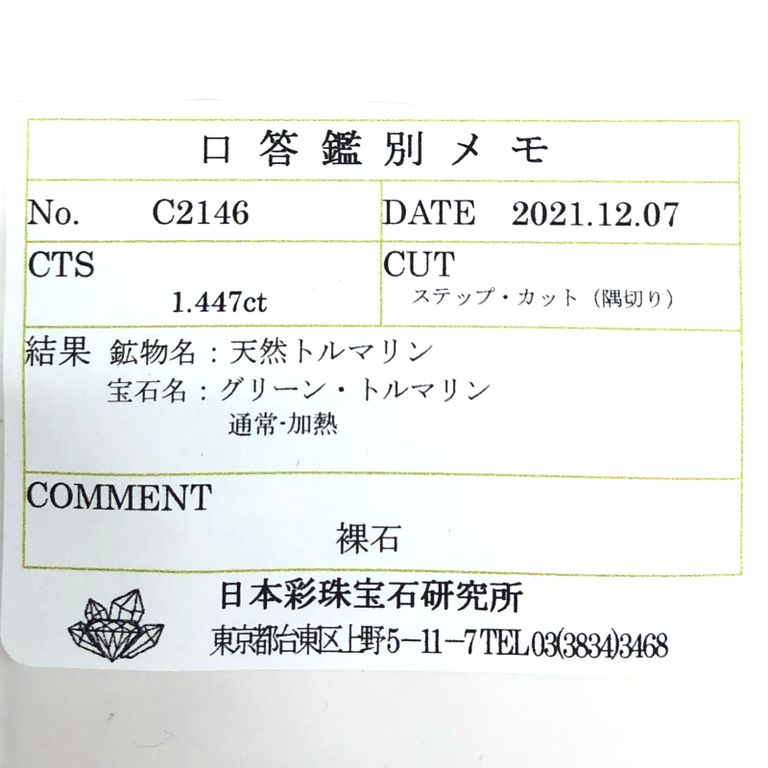 口答鑑別メモ
No. C2146 DATE 2021.12.07
CTS CUT
1.447ct ステップ・カット（隅切り）
結果 鉱物名：天然トルマリン
宝石名：グリーン・トルマリン
通常-加熱
COMMENT
裸石
日本彩珠宝石研究所
東京都台東区上野5－11－7 TEL 03(3834)3468